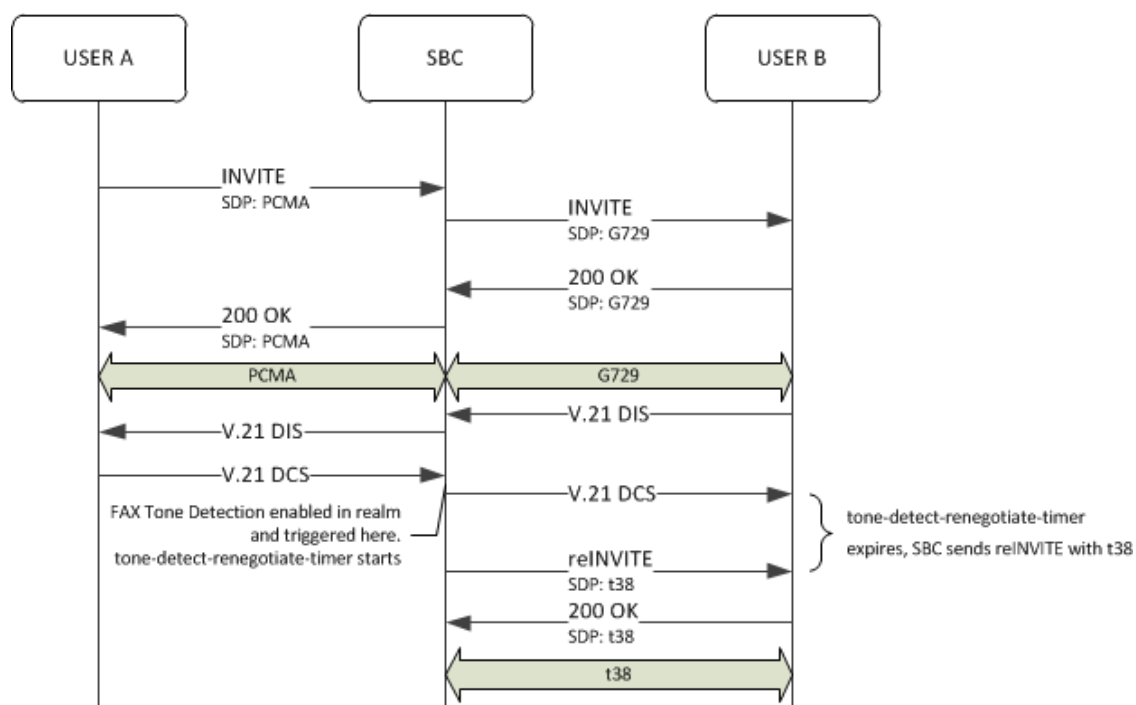 USER A
SBC
USER B
INVITE
SDP: PCMA
INVITE
SDP: G729
200 OK
SDP: G729
200 OK
SDP: PCMA
PCMA
G729
V.21 DIS
V.21 DIS
V.21 DCS
V.21 DCS
FAX Tone Detection enabled in realm
and triggered here.
tone-detect-renegotiate-timer starts
tone-detect-renegotiate-timer
expires, SBC sends reINVITE with t38
reINVITE
SDP: t38
200 OK
SDP: t38
t38